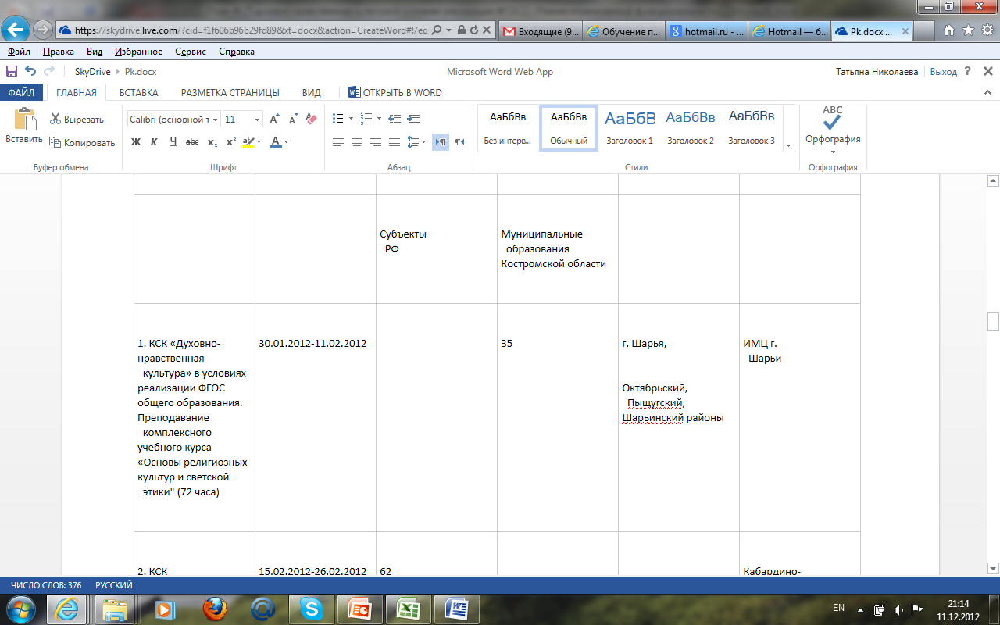 https://skydrive.live.com/?cid=f1f606b96b29fd89&xt=docx&action=CreateWord#!/ed
Входящие (9...
Обучение п...
hotmail.ru - ...
Hotmail — б...
Pk.docx ...
Файл Правка Вид Избранное Сервис Справка
SkyDrive Pk.docx
Microsoft Word Web App
Татьяна Николаева Выход ?
ФАЙЛ ГЛАВНАЯ ВСТАВКА РАЗМЕТКА СТРАНИЦЫ ВИД ОТКРЫТЬ В WORD
Вставить
Вырезать
Копировать
Буфер обмена
Calibri (основной т 11
Ж К Ч abc x₂ x² ab A
Шрифт
Абзац
АаБбВв
Без интерв...
АаБбВв
Обычный
АаБбВ
Заголовок 1
АаБбВв
Заголовок 2
АаБбВв
Заголовок 3
Стили
ABC
Орфография
Орфография
Субъекты
РФ
Муниципальные
образования
Костромской области
1. КСК «Духовно-
нравственная
культура» в условиях
реализации ФГОС
общего образования.
Преподавание
комплексного
учебного курса
«Основы религиозных
культур и светской
этики" (72 часа)
30.01.2012-11.02.2012
35
г. Шарья,
Октябрьский,
Пыщугский,
Шарьинский районы
ИМЦ г.
Шарьи
2. КСК
15.02.2012-26.02.2012
62
Кабардино-
ЧИСЛО СЛОВ: 376 РУССКИЙ
EN
21:14
11.12.2012